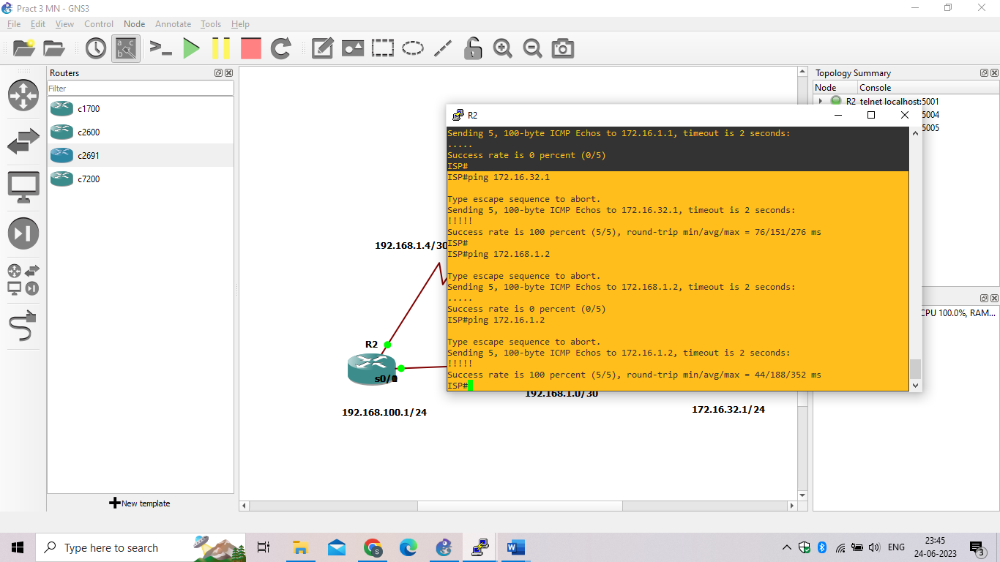 Pract 3 MN - GNS3
File Edit View Control Node Annotate Tools Help
Routers
Filter
c1700
c2600
c2691
c7200
New template
192.168.1.4/30
R2
s0/
192.168.100.1/24
192.168.1.0/30
172.16.32.1/24
Topology Summary
Node Console
R2 telnet localhost:5001
5004
5005
CPU 100.0%, RAM...
R2
Sending 5, 100-byte ICMP Echos to 172.16.1.1, timeout is 2 seconds:
.....
Success rate is 0 percent (0/5)
ISP#
ISP#ping 172.16.32.1
Type escape sequence to abort.
Sending 5, 100-byte ICMP Echos to 172.16.32.1, timeout is 2 seconds:
!!!!!
Success rate is 100 percent (5/5), round-trip min/avg/max = 76/151/276 ms
ISP#
ISP#ping 172.168.1.2
Type escape sequence to abort.
Sending 5, 100-byte ICMP Echos to 172.168.1.2, timeout is 2 seconds:
.....
Success rate is 0 percent (0/5)
ISP#ping 172.16.1.2
Type escape sequence to abort.
Sending 5, 100-byte ICMP Echos to 172.16.1.2, timeout is 2 seconds:
!!!!!
Success rate is 100 percent (5/5), round-trip min/avg/max = 44/188/352 ms
ISP#
Type here to search
ENG
23:45
24-06-2023
3